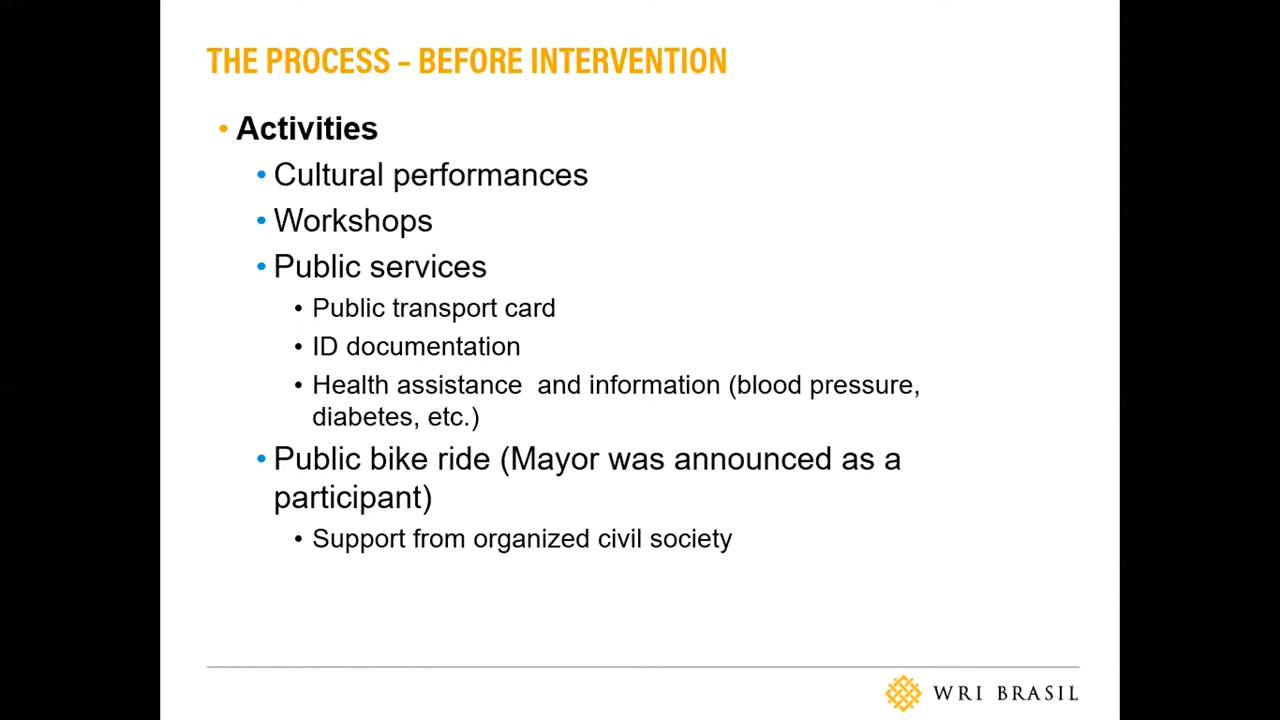 THE PROCESS – BEFORE INTERVENTION
• Activities
• Cultural performances
• Workshops
• Public services
• Public transport card
• ID documentation
• Health assistance  and information (blood pressure,
diabetes, etc.)
• Public bike ride (Mayor was announced as a
participant)
• Support from organized civil society
WRI BRASIL